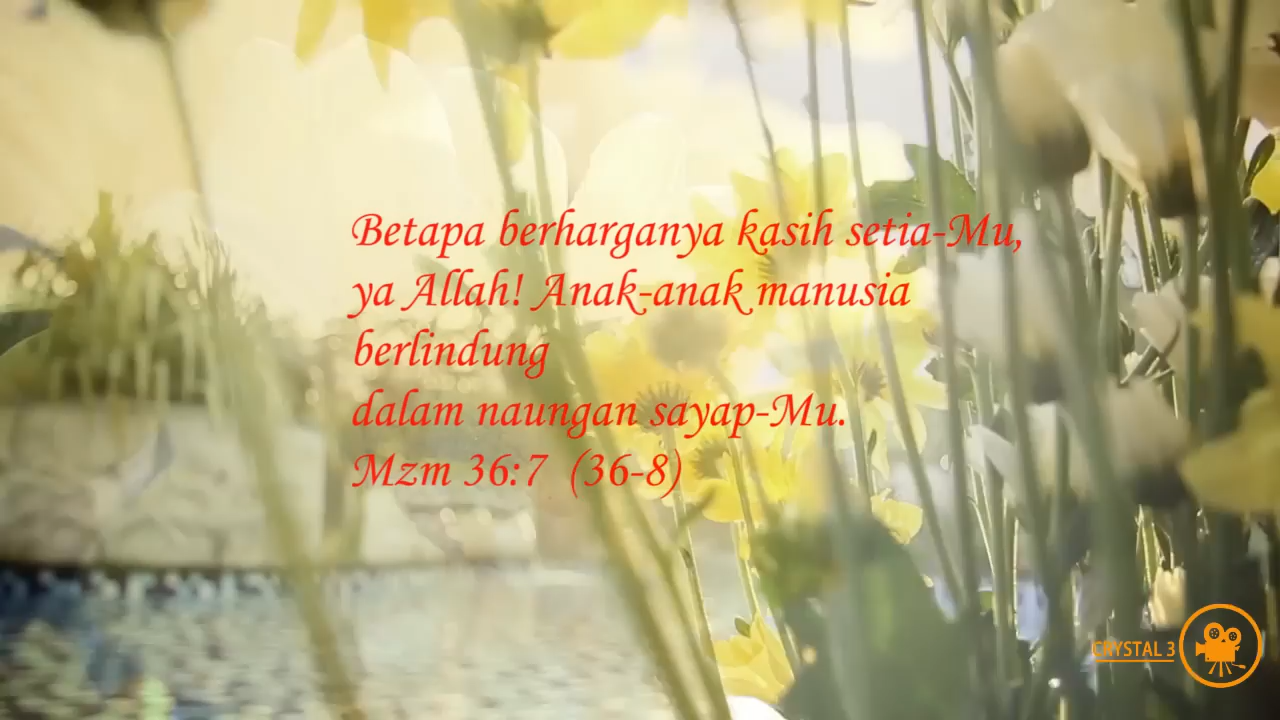 Betapa berharganya kasih setia-Mu,
ya Allah! Anak-anak manusia
berlindung
dalam naungan sayap-Mu.
Mzm 36:7 (36-8)
CRYSTAL 3